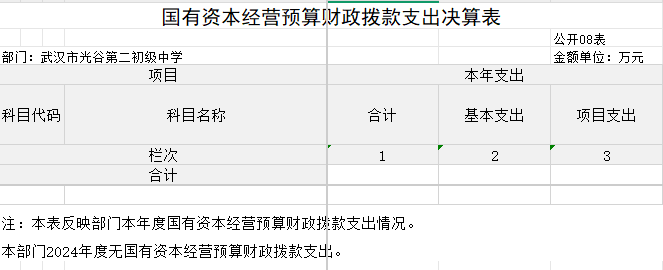 国有资本经营预算财政拨款支出决算表
公开08表
部门：武汉市光谷第二初级中学 金额单位：万元
项目 本年支出
科目代码 科目名称 合计 基本支出 项目支出
栏次 1 2 3
合计
注：本表反映部门本年度国有资本经营预算财政拨款支出情况。
本部门2024年度无国有资本经营预算财政拨款支出。